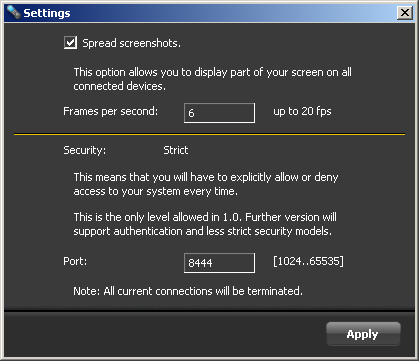 Settings
Spread screenshots.
This option allows you to display part of your screen on all
connected devices.
Frames per second: 6 up to 20 fps
Security: Strict
This means that you will have to explicitly allow or deny
access to your system every time.
This is the only level allowed in 1.0. Further version will
support authentication and less strict security models.
Port: 8444 [1024..65535]
Note: All current connections will be terminated.
Apply